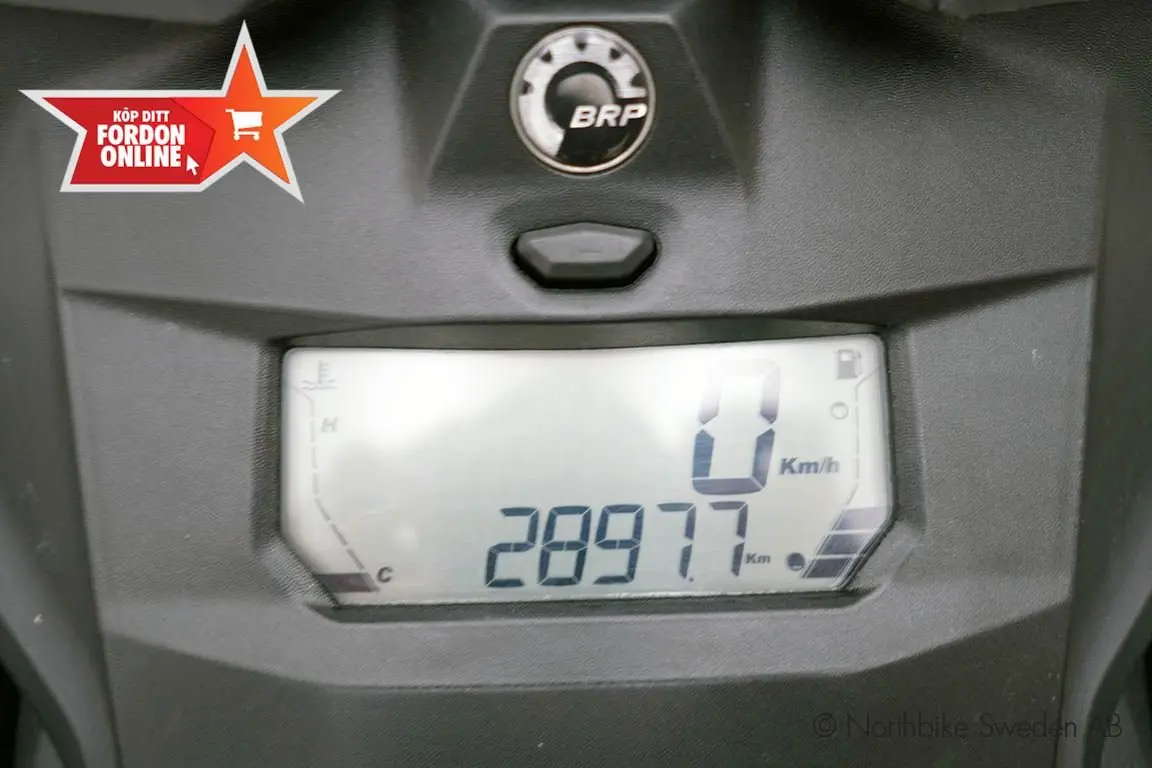 KÖP DITT
FORDON
ONLINE
BRP
E
H
0 Km/h
2897.7 Km
C
© Northbike Sweden AB